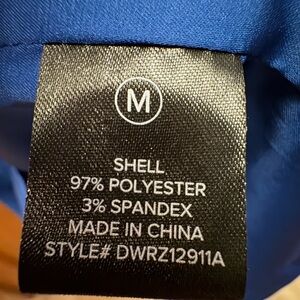 M
SHELL
97% POLYESTER
3% SPANDEX
MADE IN CHINA
STYLE# DWRZ12911A